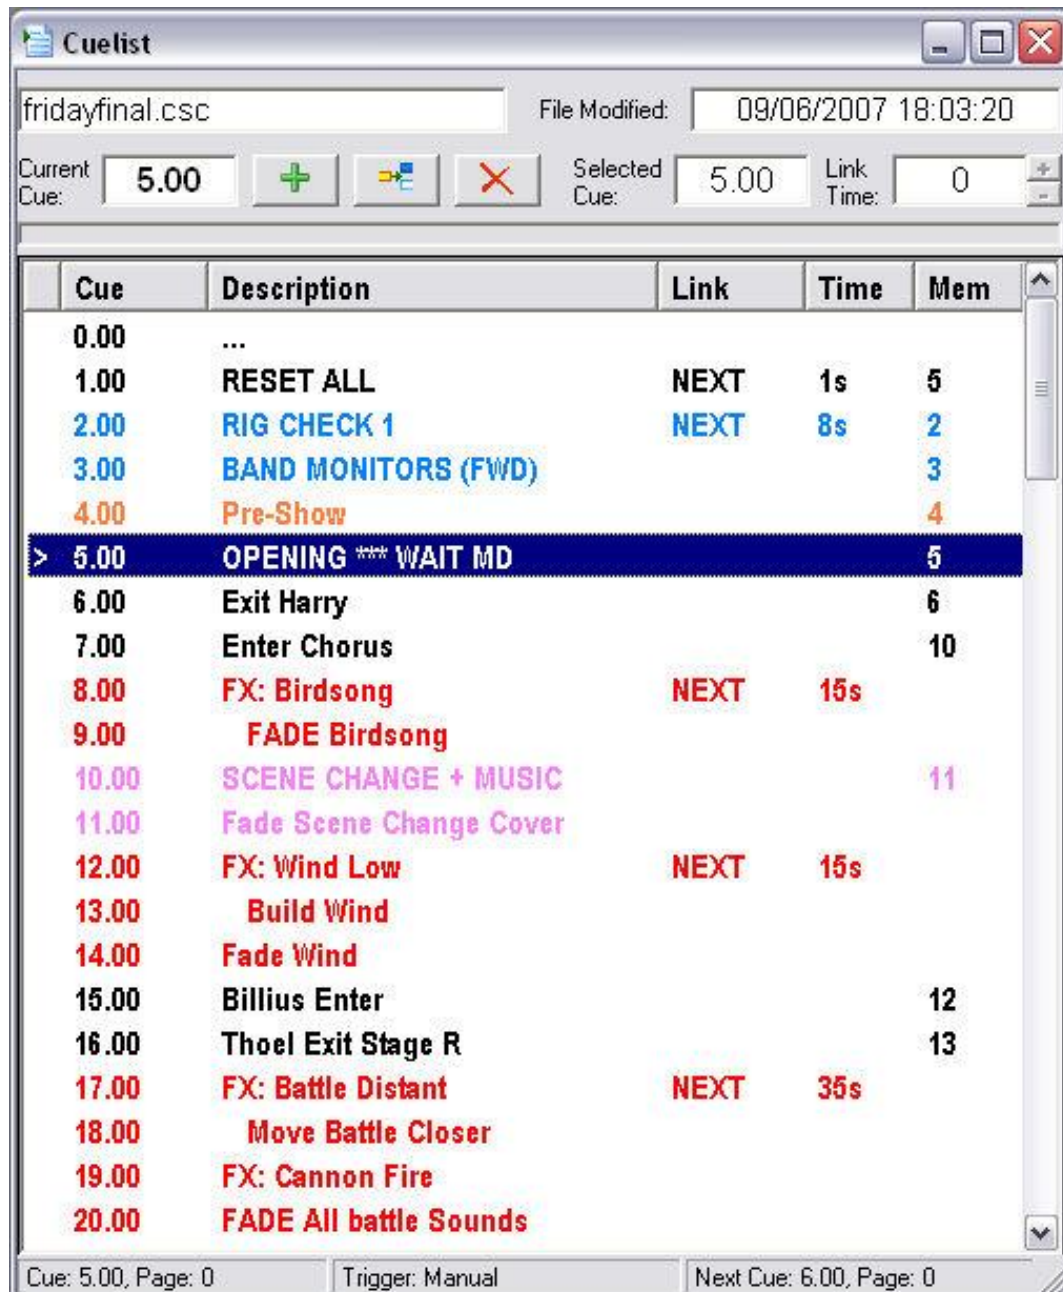 Cuelist
fridayfinal.csc File Modified: 09/06/2007 18:03:20
Current Cue: 5.00 Selected Cue: 5.00 Link Time: 0
Cue Description Link Time Mem
0.00 ...
1.00 RESET ALL NEXT 1s 5
2.00 RIG CHECK 1 NEXT 8s 2
3.00 BAND MONITORS (FWD) 3
4.00 Pre-Show 4
> 5.00 OPENING *** WAIT MD 5
6.00 Exit Harry 6
7.00 Enter Chorus 10
8.00 FX: Birdsong NEXT 15s
9.00 FADE Birdsong
10.00 SCENE CHANGE + MUSIC 11
11.00 Fade Scene Change Cover
12.00 FX: Wind Low NEXT 15s
13.00 Build Wind
14.00 Fade Wind
15.00 Billius Enter 12
16.00 Thoel Exit Stage R 13
17.00 FX: Battle Distant NEXT 35s
18.00 Move Battle Closer
19.00 FX: Cannon Fire
20.00 FADE All battle Sounds
Cue: 5.00, Page: 0 Trigger: Manual Next Cue: 6.00, Page: 0